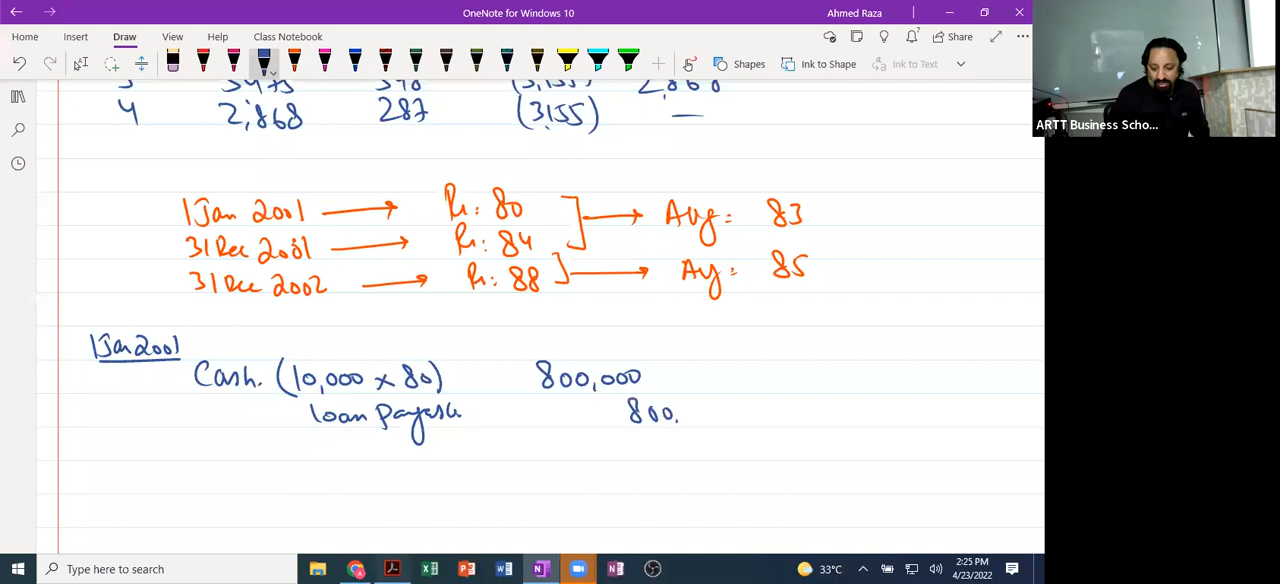 OneNote for Windows 10
Ahmed Raza
Home Insert Draw View Help Class Notebook
Share
Shapes Ink to Shape Ink to Text
ARTT Business Scho...
3 3475 348 (3,155) 2,868
4 2,868 287 (3,155) —
1 Jan 2001 → Rs: 80
Avg = 83
31 Dec 2001 → Rs: 84
31 Dec 2002 → Rs: 88
Avg = 85
1 Jan 2001
Cash. (10,000 x 80) 800,000
loan payable 800,
Type here to search
33°C
2:25 PM
4/23/2022